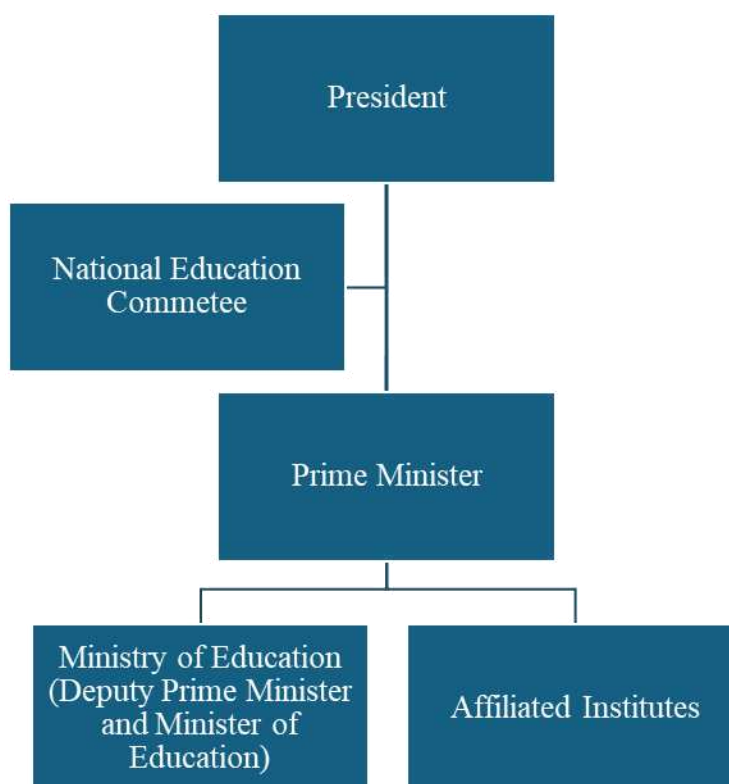 President
National Education
Commetee
Prime Minister
Ministry of Education
(Deputy Prime Minister
and Minister of
Education)
Affiliated Institutes